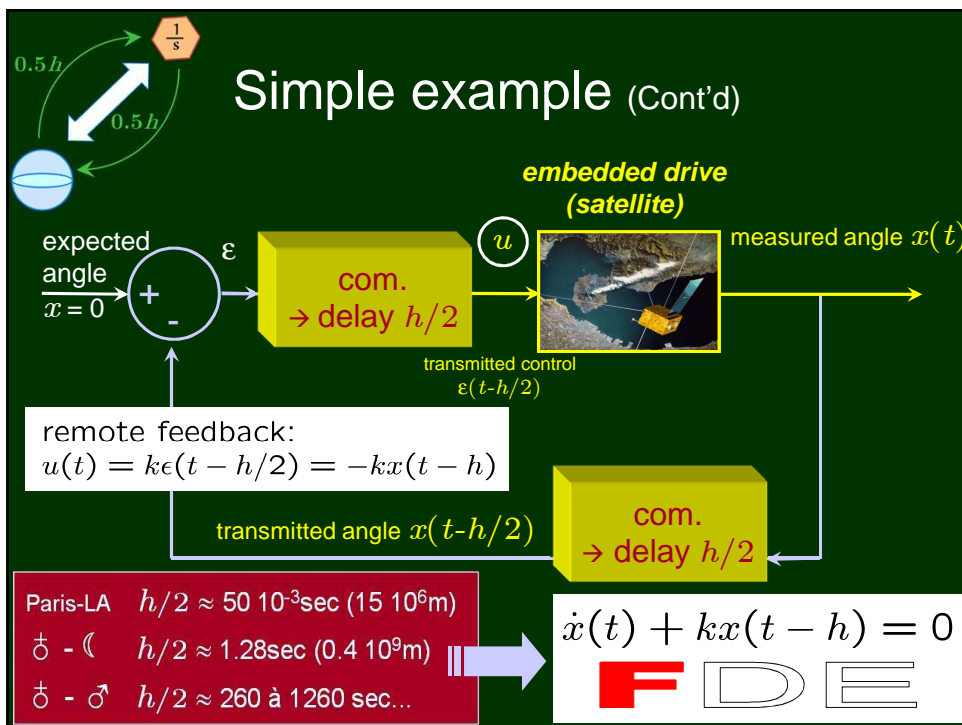 1/s
0.5h
0.5h
Simple example (Cont'd)
embedded drive
(satellite)
expected
angle
x = 0
+
-
ε
com.
→ delay h/2
u
measured angle x(t)
transmitted control
ε(t-h/2)
remote feedback:
u(t) = kϵ(t − h/2) = −kx(t − h)
transmitted angle x(t-h/2)
com.
→ delay h/2
Paris-LA h/2 ≈ 50 10⁻³sec (15 10⁶m)
♁ - ☾ h/2 ≈ 1.28sec (0.4 10⁹m)
♁ - ♂ h/2 ≈ 260 à 1260 sec...
ẋ(t) + kx(t − h) = 0
FDE